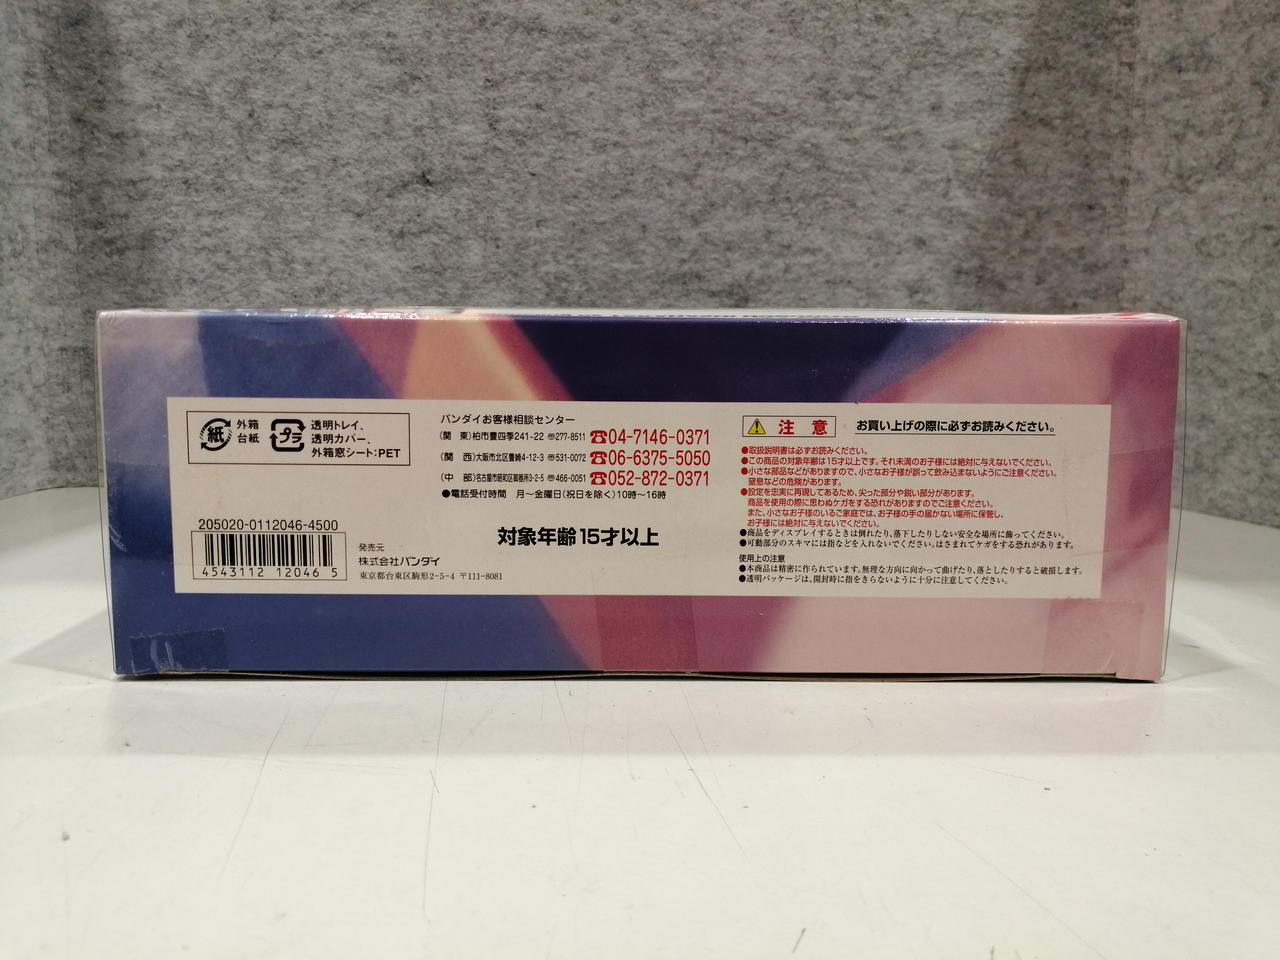 紙
外箱
台紙
プラ
透明トレイ、
透明カバー、
外箱窓シート:PET
205020-0112046-4500
4543112 120465
発売元
株式会社バンダイ
東京都台東区駒形2-5-4 〒111-8081
バンダイお客様相談センター
(関 東)柏市豊四季241-22 〒277-8511 ☎04-7146-0371
(関 西)大阪市北区豊崎4-12-3 〒531-0072 ☎06-6375-5050
(中 部)名古屋市昭和区御器所3-2-5 〒466-0051 ☎052-872-0371
●電話受付時間 月~金曜日(祝日を除く)10時~16時
対象年齢15才以上
注意
お買い上げの際に必ずお読みください。
●取扱説明書は必ずお読みください。
●この商品の対象年齢は15才以上です。それ未満のお子様には絶対に与えないでください。
●小さな部品などがありますので、小さなお子様が誤って飲み込まないようにご注意ください。
窒息などの危険があります。
●設定を忠実に再現してあるため、尖った部分や鋭い部分があります。
商品を使用の際に思わぬケガをする恐れがありますのでご注意ください。
また、小さなお子様のいるご家庭では、お子様の手の届かない場所に保管し、
お子様には絶対に与えないでください。
●商品をディスプレイするときは倒れたり、落下したりしない安全な場所に飾ってください。
●可動部分のスキマには指などを入れないでください。はさまれてケガをする恐れがあります。
使用上の注意
●本商品は精密に作られています。無理な方向に向かって曲げたり、落としたりすると破損します。
●透明パッケージは、開封時に指をきらないように十分に注意してください。